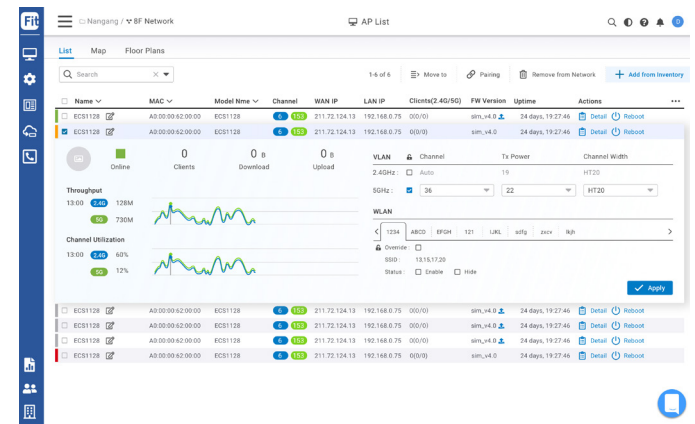 Fit
Nangang / 8F Network
AP List
D
List Map Floor Plans
Search
1-6 of 6 Move to Pairing Remove from Network + Add from Inventory
Name MAC Model Nme Channel WAN IP LAN IP Clicnts(2.4G/5G) FW Version Uptime Actions
ECS1128 A0:00:00:62:00:00 ECS1128 6 153 211.72.124.13 192.168.0.75 0(0/0) sim_v4.0 24 days, 19:27:46 Detail Reboot
ECS1128 A0:00:00:62:00:00 ECS1128 6 153 211.72.124.13 192.168.0.75 0(0/0) sim_v4.0 24 days, 19:27:46 Detail Reboot
Online
0 Clients
0 B Download
0 B Upload
Throughput
13:00 2.4G 128M
5G 730M
Channel Utilization
13:00 2.4G 60%
5G 12%
VLAN Channel Tx Power Channel Width
2.4GHz : Auto 19 HT20
5GHz : 36 22 HT20
WLAN
1234 ABCD EFGH 121 IJKL sdfg zxcv lkjh
Override :
SSID : 13,15,17,20
Status : Enable Hide
Apply
ECS1128 A0:00:00:62:00:00 ECS1128 6 153 211.72.124.13 192.168.0.75 0(0/0) sim_v4.0 24 days, 19:27:46 Detail Reboot
ECS1128 A0:00:00:62:00:00 ECS1128 6 153 211.72.124.13 192.168.0.75 0(0/0) sim_v4.0 24 days, 19:27:46 Detail Reboot
ECS1128 A0:00:00:62:00:00 ECS1128 6 153 211.72.124.13 192.168.0.75 0(0/0) sim_v4.0 24 days, 19:27:46 Detail Reboot
ECS1128 A0:00:00:62:00:00 ECS1128 6 153 211.72.124.13 192.168.0.75 0(0/0) sim_v4.0 24 days, 19:27:46 Detail Reboot